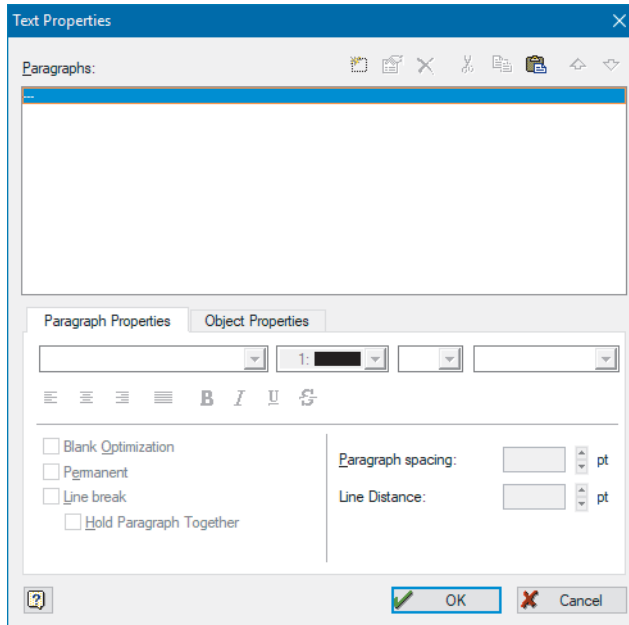 Text Properties
Paragraphs:
---
Paragraph Properties Object Properties
1:
B I U S
Blank Optimization
Permanent
Line break
Hold Paragraph Together
Paragraph spacing: pt
Line Distance: pt
? OK Cancel